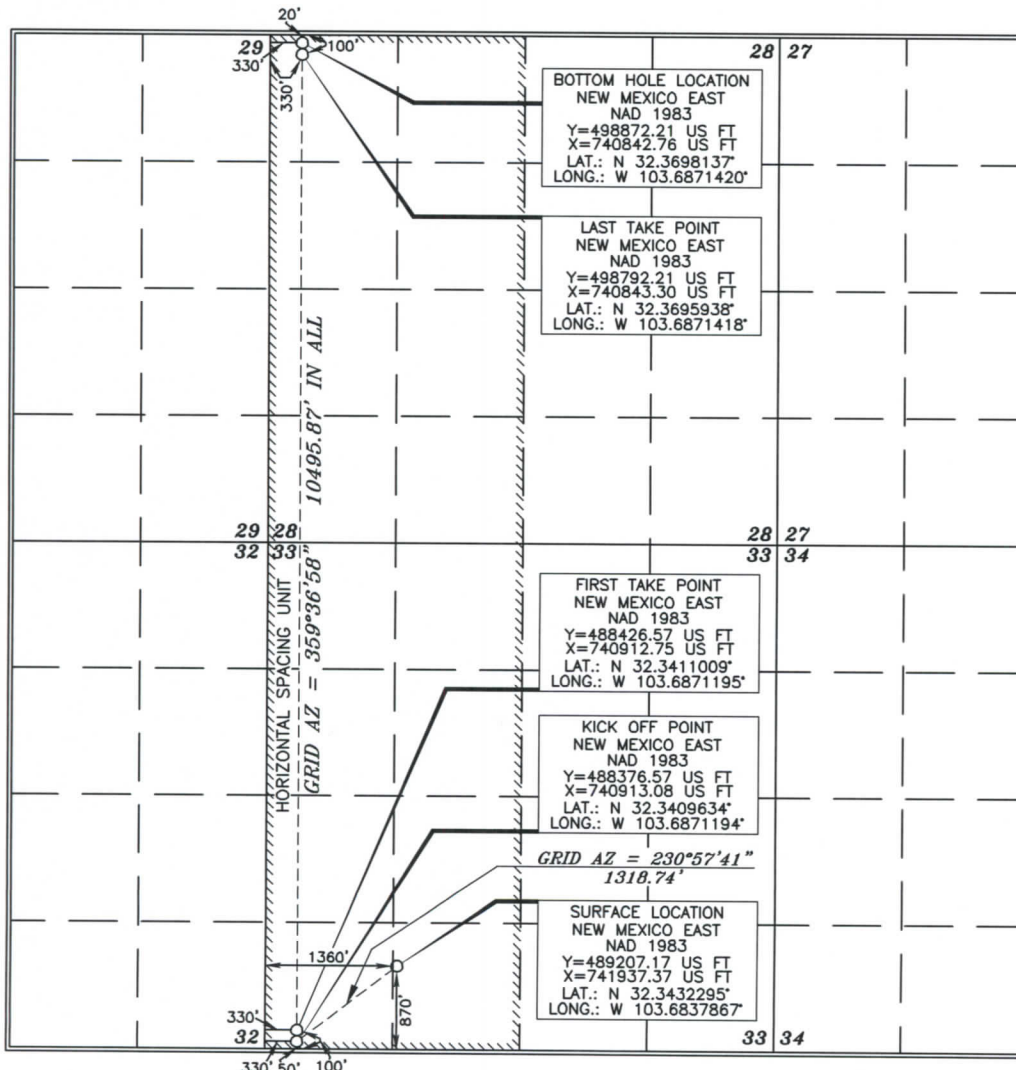 20'
29
100'
330'
330'
28 27
BOTTOM HOLE LOCATION
NEW MEXICO EAST
NAD 1983
Y=498872.21 US FT
X=740842.76 US FT
LAT.: N 32.3698137°
LONG.: W 103.6871420°
LAST TAKE POINT
NEW MEXICO EAST
NAD 1983
Y=498792.21 US FT
X=740843.30 US FT
LAT.: N 32.3695938°
LONG.: W 103.6871418°
10495.87' IN ALL
GRID AZ = 359°36'58"
HORIZONTAL SPACING UNIT
29 28
32 33
28 27
33 34
FIRST TAKE POINT
NEW MEXICO EAST
NAD 1983
Y=488426.57 US FT
X=740912.75 US FT
LAT.: N 32.3411009°
LONG.: W 103.6871195°
KICK OFF POINT
NEW MEXICO EAST
NAD 1983
Y=488376.57 US FT
X=740913.08 US FT
LAT.: N 32.3409634°
LONG.: W 103.6871194°
GRID AZ = 230°57'41"
1318.74'
SURFACE LOCATION
NEW MEXICO EAST
NAD 1983
Y=489207.17 US FT
X=741937.37 US FT
LAT.: N 32.3432295°
LONG.: W 103.6837867°
1360'
870'
330'
32
33 34
330'
50'
100'